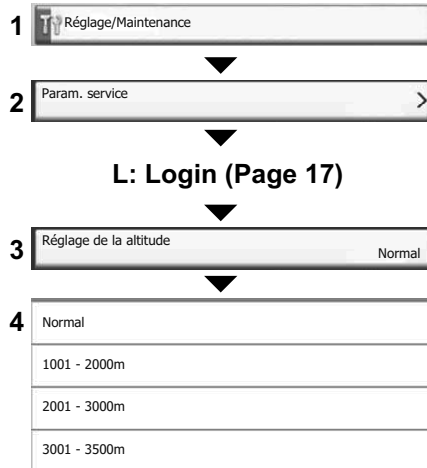 1 Réglage/Maintenance
2 Param. service
L: Login (Page 17)
3 Réglage de la altitude Normal
4 Normal
1001 - 2000m
2001 - 3000m
3001 - 3500m